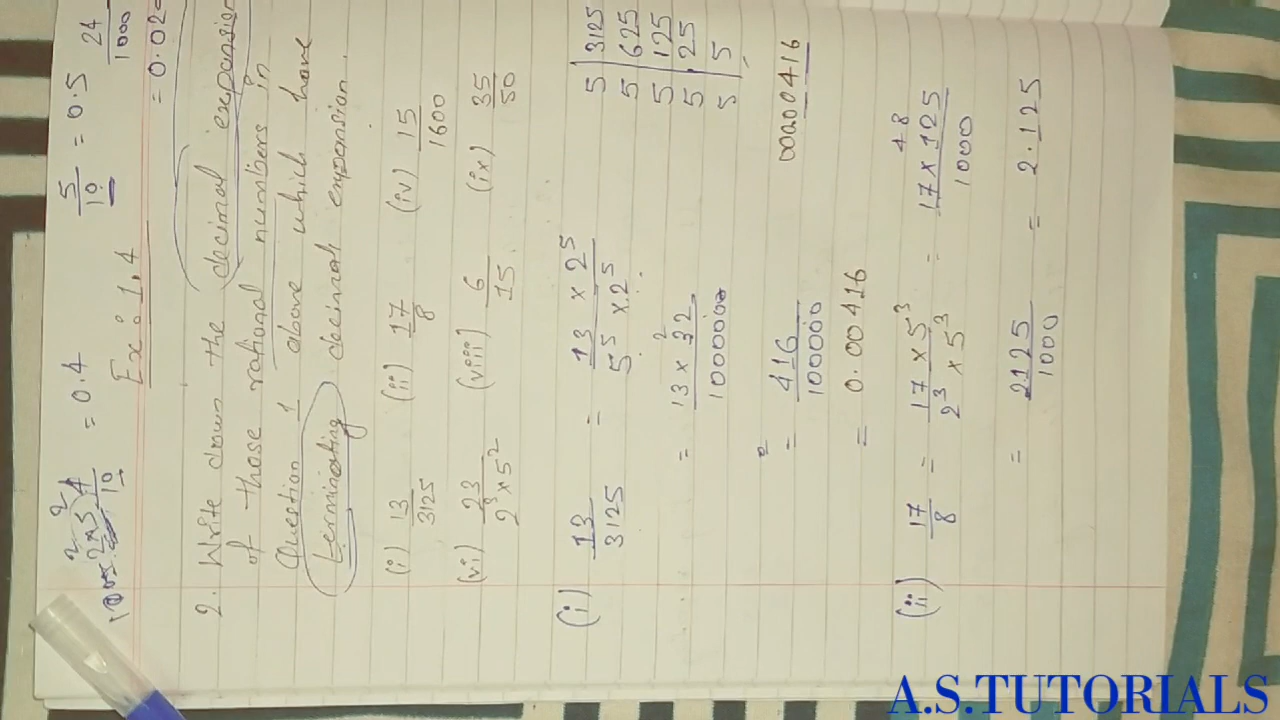 5/10 = 0.5 24/1000
= 0.4 = 0.02
Ex : 1.4
2. Write down the decimal expansion
of those rational numbers in
Question 1 above which have
terminating decimal expansion.
(i) 13/3125 (ii) 17/8 (iv) 15/1600
(vi) 23/2³×5² (viii) 6/15 (ix) 35/50
(i) 13/3125 = 13 × 2⁵/5⁵ × 2⁵
5 | 3125
5 | 625
5 | 125
5 | 25
5 | 5
= 13 × 32/100000
= 416/100000 00200416
= 0.00416
(ii) 17/8 = 17 × 5³/2³ × 5³ = 17 × 125/1000
= 2125/1000 = 2.125
A.S.TUTORIALS